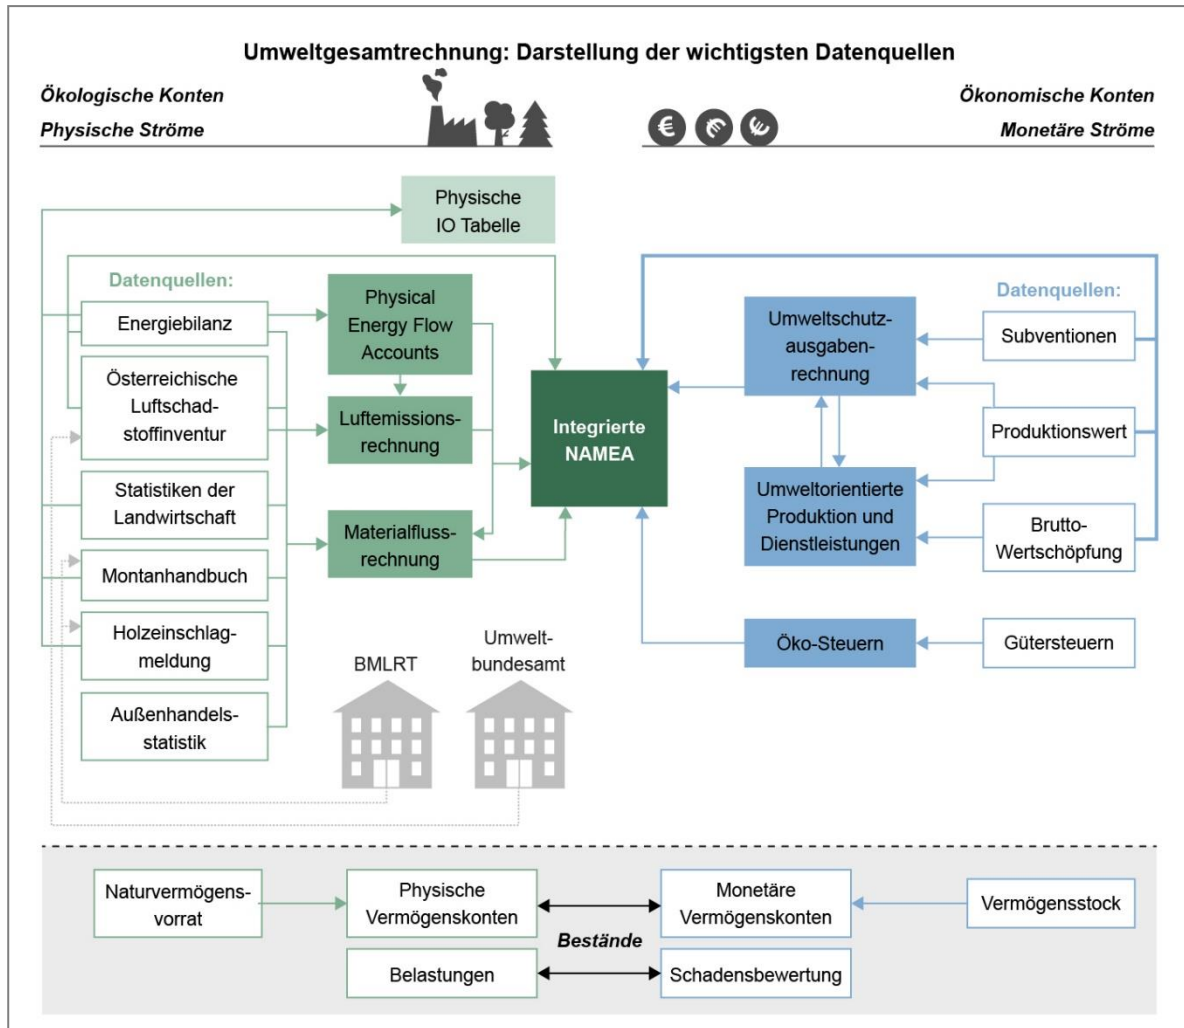 Umweltgesamtrechnung: Darstellung der wichtigsten Datenquellen
Ökologische Konten
Physische Ströme
Ökonomische Konten
Monetäre Ströme
Physische
IO Tabelle
Datenquellen:
Energiebilanz
Österreichische
Luftschad-
stoffinventur
Statistiken der
Landwirtschaft
Montanhandbuch
Holzeinschlag-
meldung
Außenhandels-
statistik
Physical
Energy Flow
Accounts
Luftemissions-
rechnung
Materialfluss-
rechnung
BMLRT
Umwelt-
bundesamt
Integrierte
NAMEA
Umweltschutz-
ausgaben-
rechnung
Umweltorientierte
Produktion und
Dienstleistungen
Öko-Steuern
Datenquellen:
Subventionen
Produktionswert
Brutto-
Wertschöpfung
Gütersteuern
Naturvermögens-
vorrat
Physische
Vermögenskonten
Monetäre
Vermögenskonten
Vermögensstock
Bestände
Belastungen
Schadensbewertung